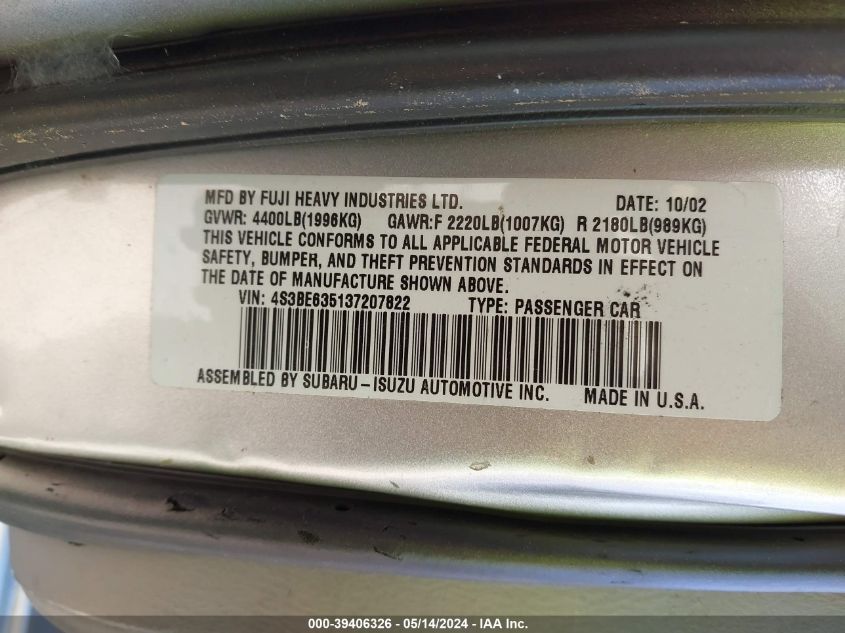 MFD BY FUJI HEAVY INDUSTRIES LTD. DATE: 10/02
GVWR: 4400LB(1996KG) GAWR:F 2220LB(1007KG) R 2180LB(989KG)
THIS VEHICLE CONFORMS TO ALL APPLICABLE FEDERAL MOTOR VEHICLE
SAFETY, BUMPER, AND THEFT PREVENTION STANDARDS IN EFFECT ON
THE DATE OF MANUFACTURE SHOWN ABOVE.
VIN: 4S3BE635137207822 TYPE: PASSENGER CAR
ASSEMBLED BY SUBARU-ISUZU AUTOMOTIVE INC. MADE IN U.S.A.
000-39406326 - 05/14/2024 - IAA Inc.